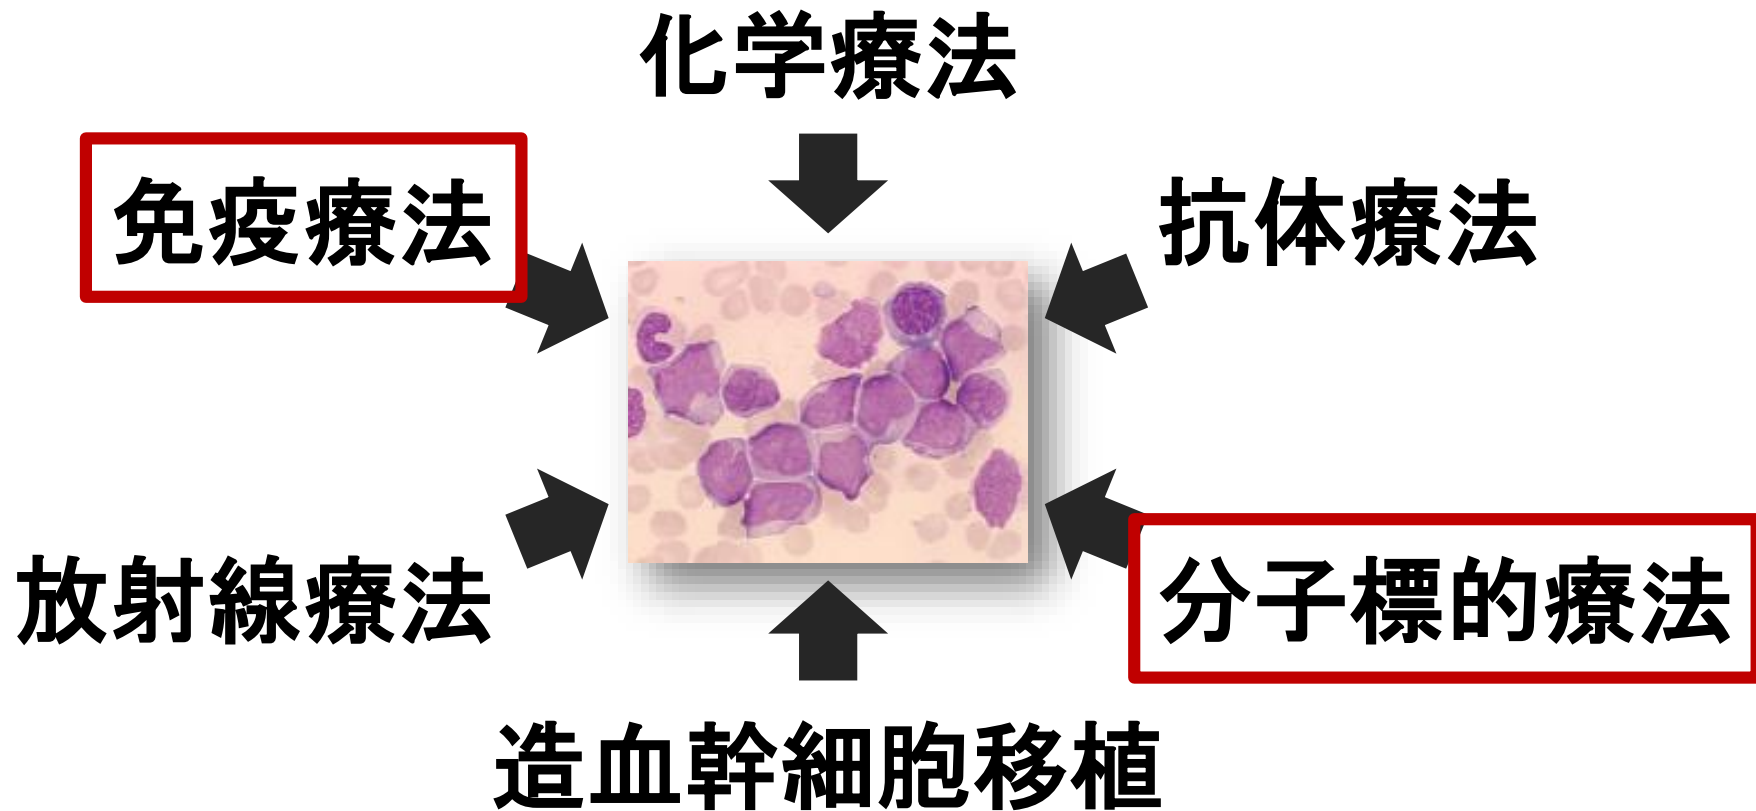 化学療法
免疫療法
抗体療法
放射線療法
分子標的療法
造血幹細胞移植